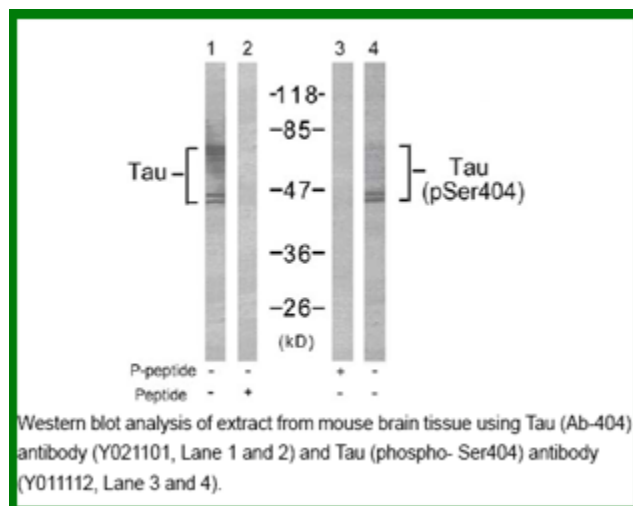 1 2 3 4
-118-
-85-
Tau
-47-
Tau
(pSer404)
-36-
-26-
(kD)
P-peptide - - + -
Peptide - + - -
Western blot analysis of extract from mouse brain tissue using Tau (Ab-404)
antibody (Y021101, Lane 1 and 2) and Tau (phospho- Ser404) antibody
(Y011112, Lane 3 and 4).